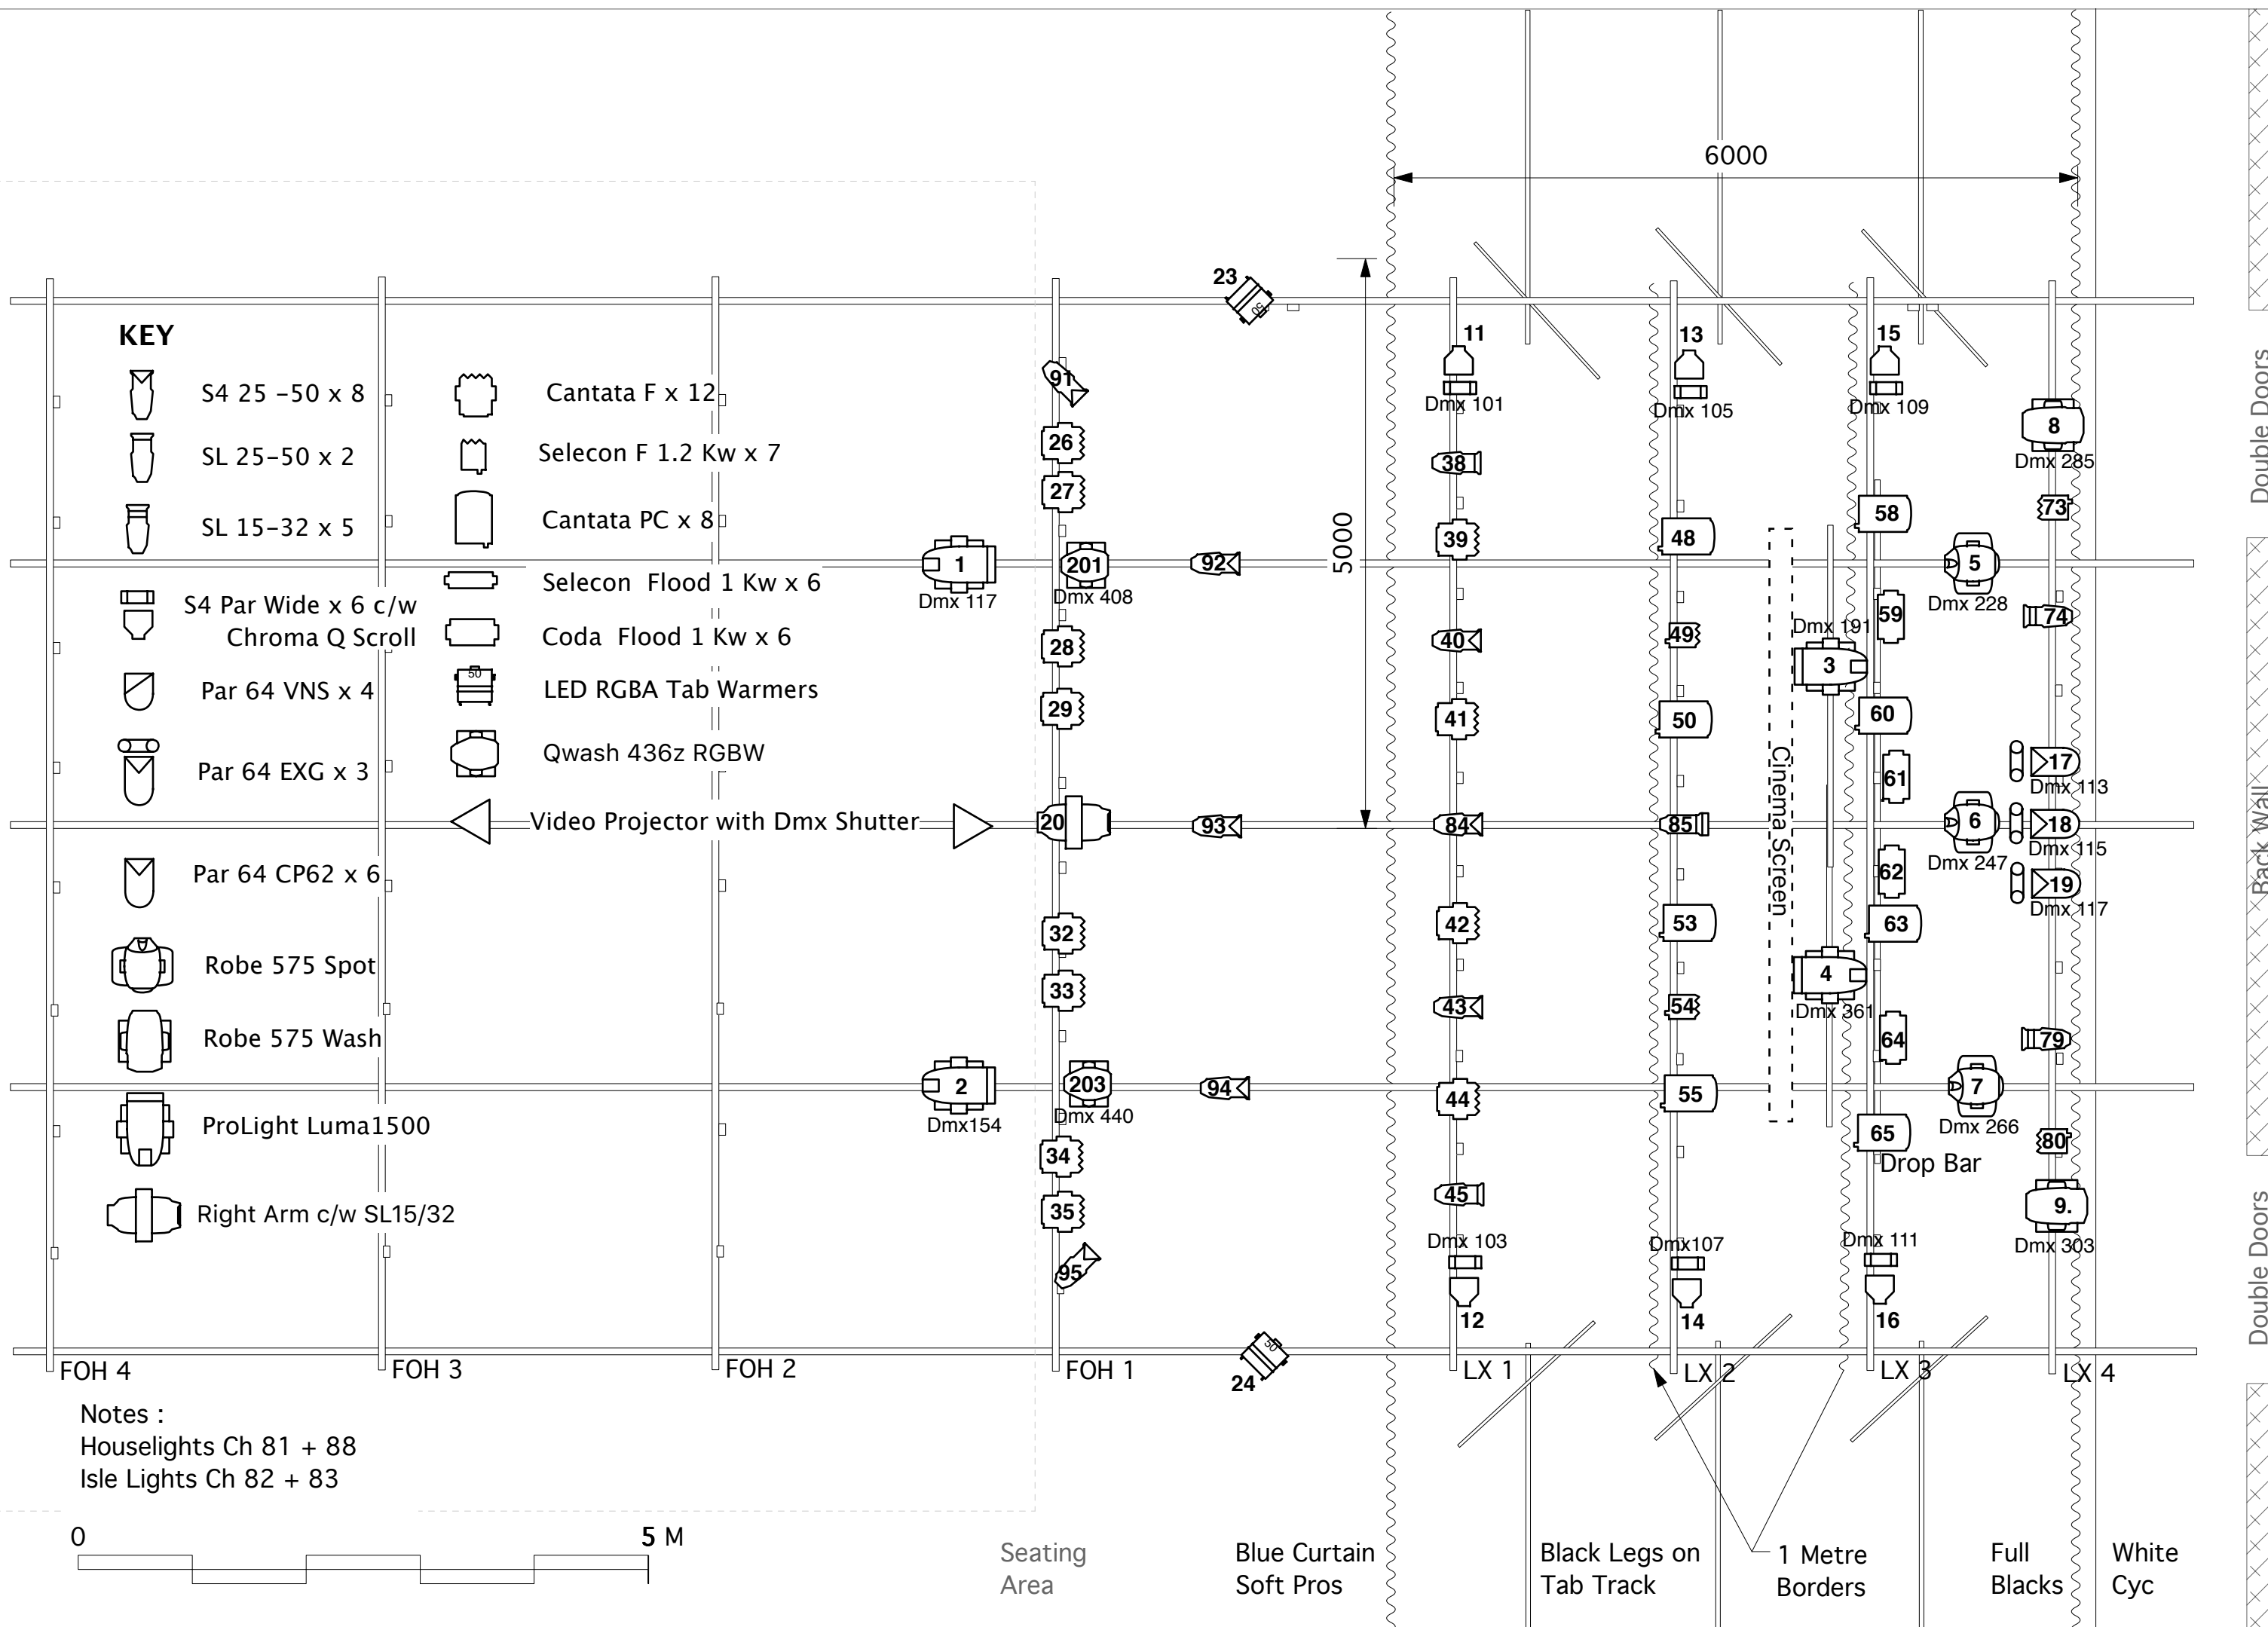 6000
5000
KEY
S4 25 -50 x 8
SL 25-50 x 2
SL 15-32 x 5
S4 Par Wide x 6 c/w
Chroma Q Scroll
Par 64 VNS x 4
Par 64 EXG x 3
Par 64 CP62 x 6
Robe 575 Spot
Robe 575 Wash
ProLight Luma1500
Right Arm c/w SL15/32
Cantata F x 12
Selecon F 1.2 Kw x 7
Cantata PC x 8
Selecon Flood 1 Kw x 6
Coda Flood 1 Kw x 6
50
LED RGBA Tab Warmers
Qwash 436z RGBW
Video Projector with Dmx Shutter
1
Dmx 117
2
Dmx154
91
26
27
201
Dmx 408
28
29
20
32
33
203
Dmx 440
34
35
95
23
50
92
93
94
50
24
11
Dmx 101
38
39
40
41
84
42
43
44
45
Dmx 103
12
13
Dmx 105
48
49
50
85
53
54
55
Dmx107
14
Cinema Screen
Dmx 191
3
4
Dmx 361
15
Dmx 109
58
59
60
61
62
63
64
65
Drop Bar
Dmx 111
16
5
Dmx 228
6
Dmx 247
7
Dmx 266
8
Dmx 285
73
74
17
Dmx 113
18
Dmx 115
19
Dmx 117
79
80
9.
Dmx 303
Double Doors
Back Wall
Double Doors
FOH 4
FOH 3
FOH 2
FOH 1
LX 1
LX 2
LX 3
LX 4
Notes :
Houselights Ch 81 + 88
Isle Lights Ch 82 + 83
0
5 M
Seating
Area
Blue Curtain
Soft Pros
Black Legs on
Tab Track
1 Metre
Borders
Full
Blacks
White
Cyc